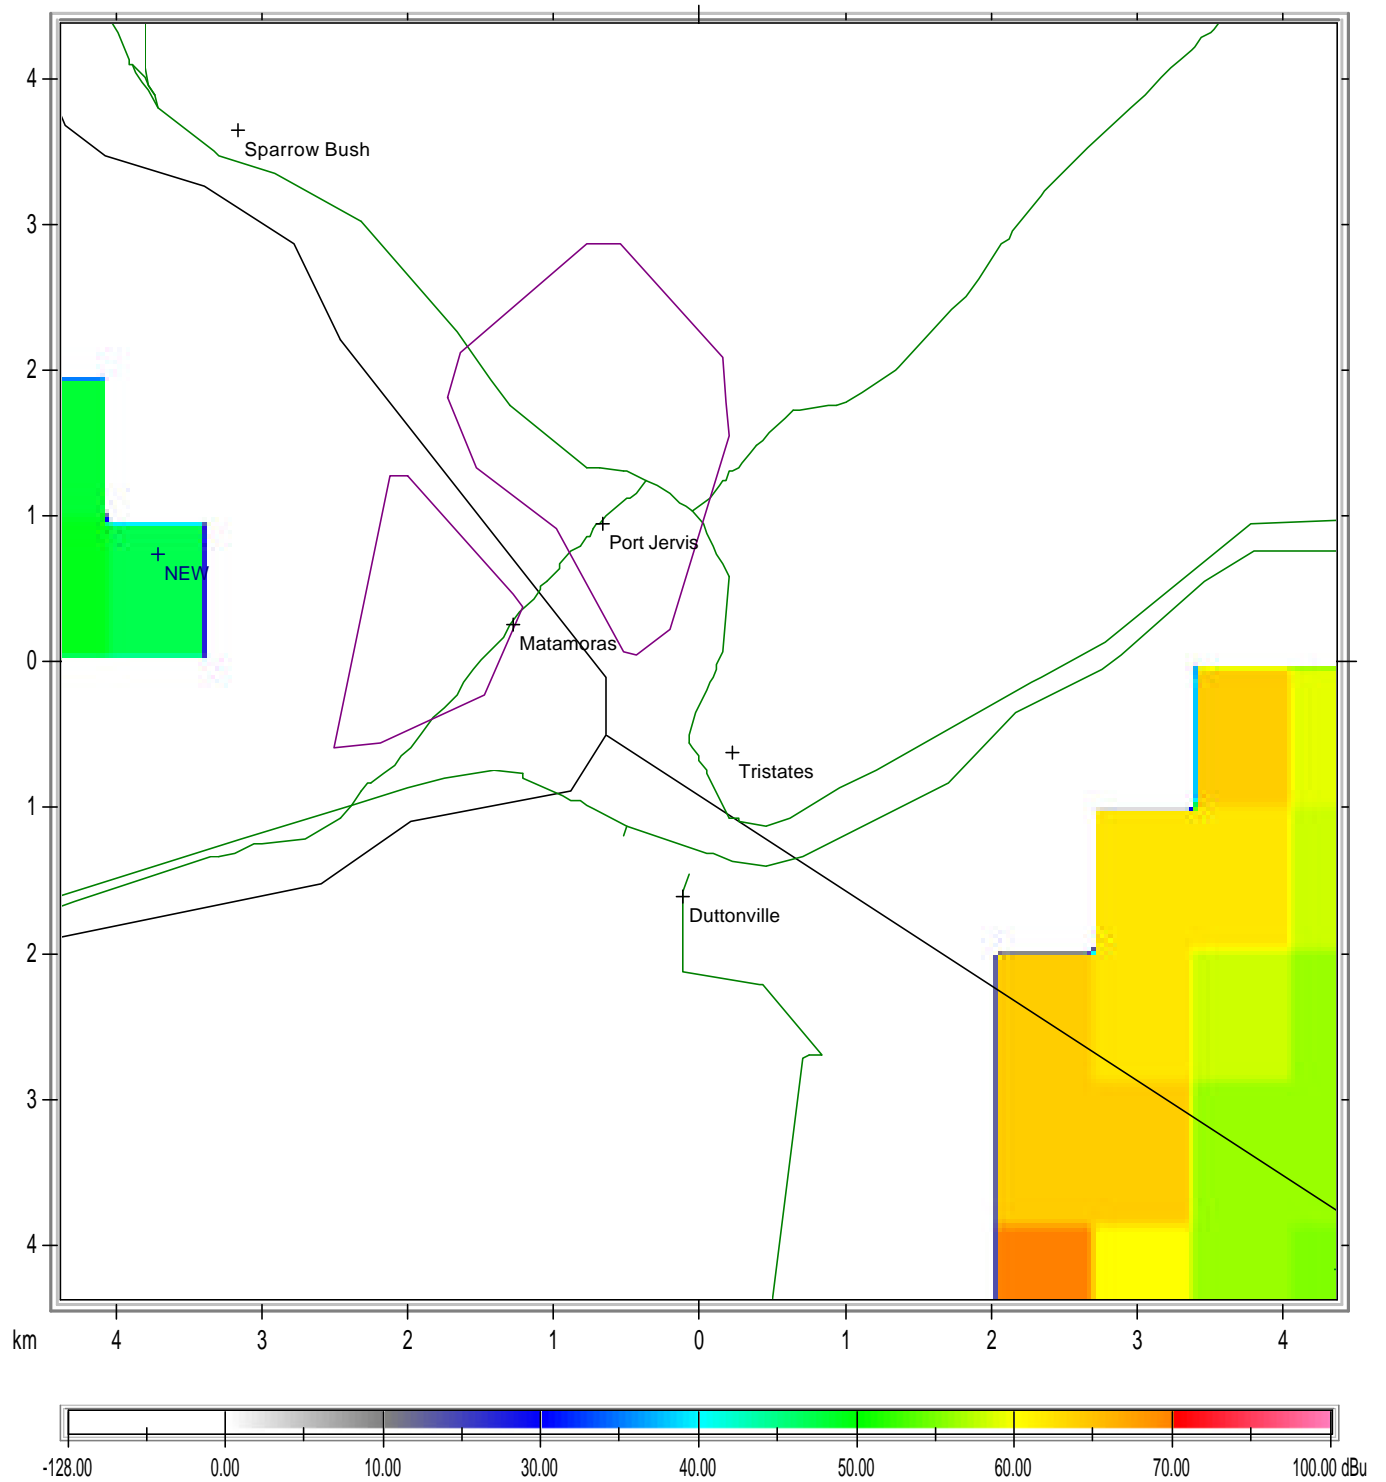 4
Sparrow Bush
3
2
1
Port Jervis
NEW
Matamoras
0
Tristates
1
Duttonville
2
3
4
km 4 3 2 1 0 1 2 3 4
-128.00 0.00 10.00 30.00 40.00 50.00 60.00 70.00 100.00 dBu